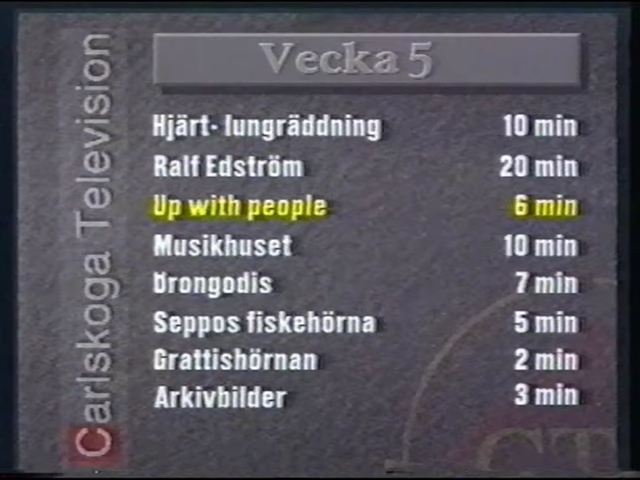 Carlskoga Television
Vecka 5
Hjärt- lungräddning 10 min
Ralf Edström 20 min
Up with people 6 min
Musikhuset 10 min
Örongodis 7 min
Seppos fiskehörna 5 min
Grattishörnan 2 min
Arkivbilder 3 min
CT